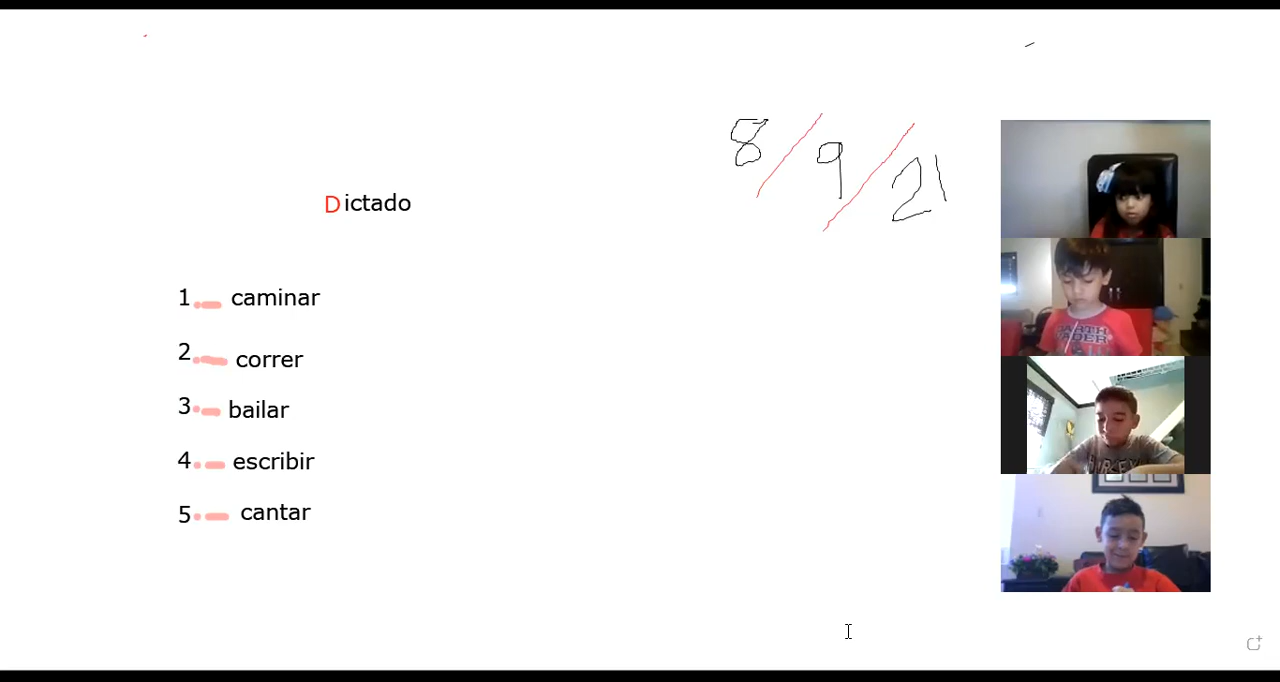 8/9/21
Dictado
1.- caminar
2.- correr
3.- bailar
4.- escribir
5.- cantar